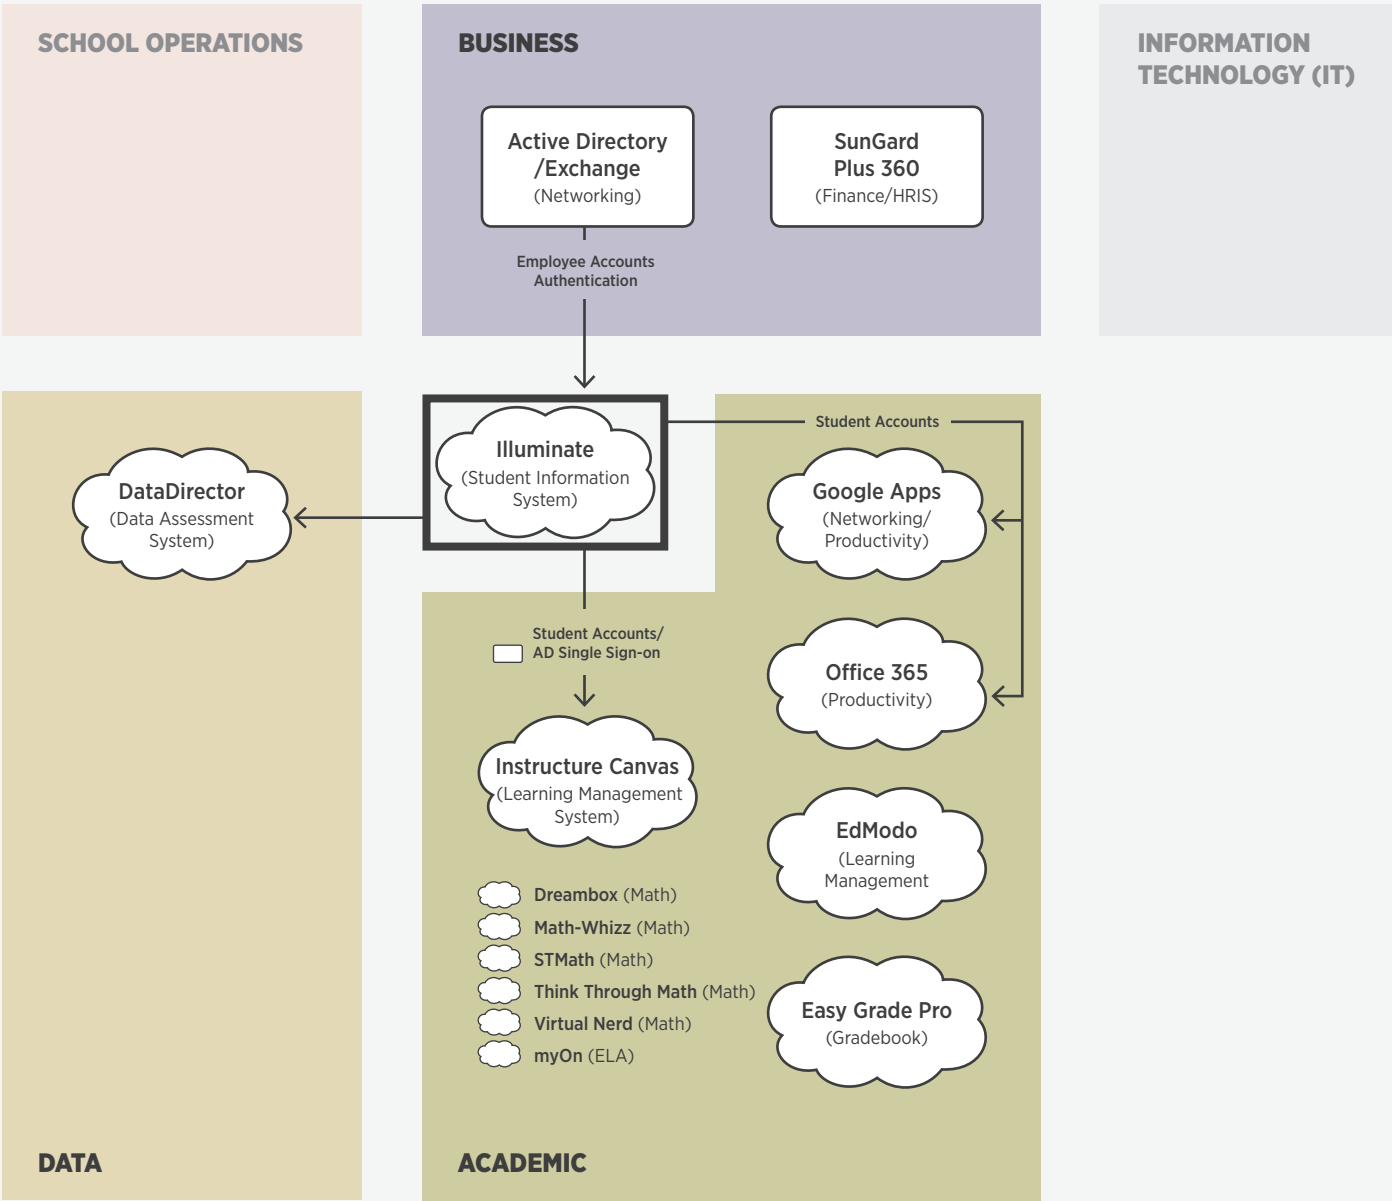 SCHOOL OPERATIONS
BUSINESS
INFORMATION
TECHNOLOGY (IT)
Active Directory
/Exchange
(Networking)
SunGard
Plus 360
(Finance/HRIS)
Employee Accounts
Authentication
Illuminate
(Student Information
System)
Student Accounts
DataDirector
(Data Assessment
System)
Google Apps
(Networking/
Productivity)
Student Accounts/
AD Single Sign-on
Office 365
(Productivity)
Instructure Canvas
(Learning Management
System)
EdModo
(Learning
Management
Dreambox (Math)
Math-Whizz (Math)
STMath (Math)
Think Through Math (Math)
Virtual Nerd (Math)
myOn (ELA)
Easy Grade Pro
(Gradebook)
DATA
ACADEMIC